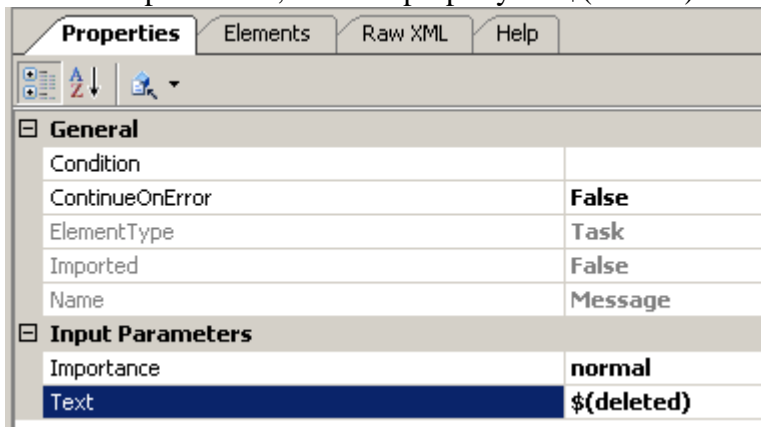 Properties Elements Raw XML Help
General
Condition
ContinueOnError False
ElementType Task
Imported False
Name Message
Input Parameters
Importance normal
Text $(deleted)